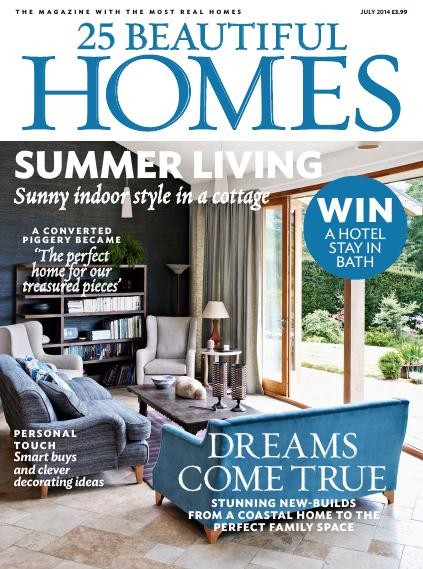 THE MAGAZINE WITH THE MOST REAL HOMES
JULY 2014 £3.99
25 BEAUTIFUL
HOMES
SUMMER LIVING
Sunny indoor style in a cottage
WIN
A HOTEL
STAY IN
BATH
A CONVERTED
PIGGERY BECAME
‘The perfect
home for our
treasured pieces’
PERSONAL
TOUCH
Smart buys
and clever
decorating ideas
DREAMS
COME TRUE
STUNNING NEW-BUILDS
FROM A COASTAL HOME TO THE
PERFECT FAMILY SPACE